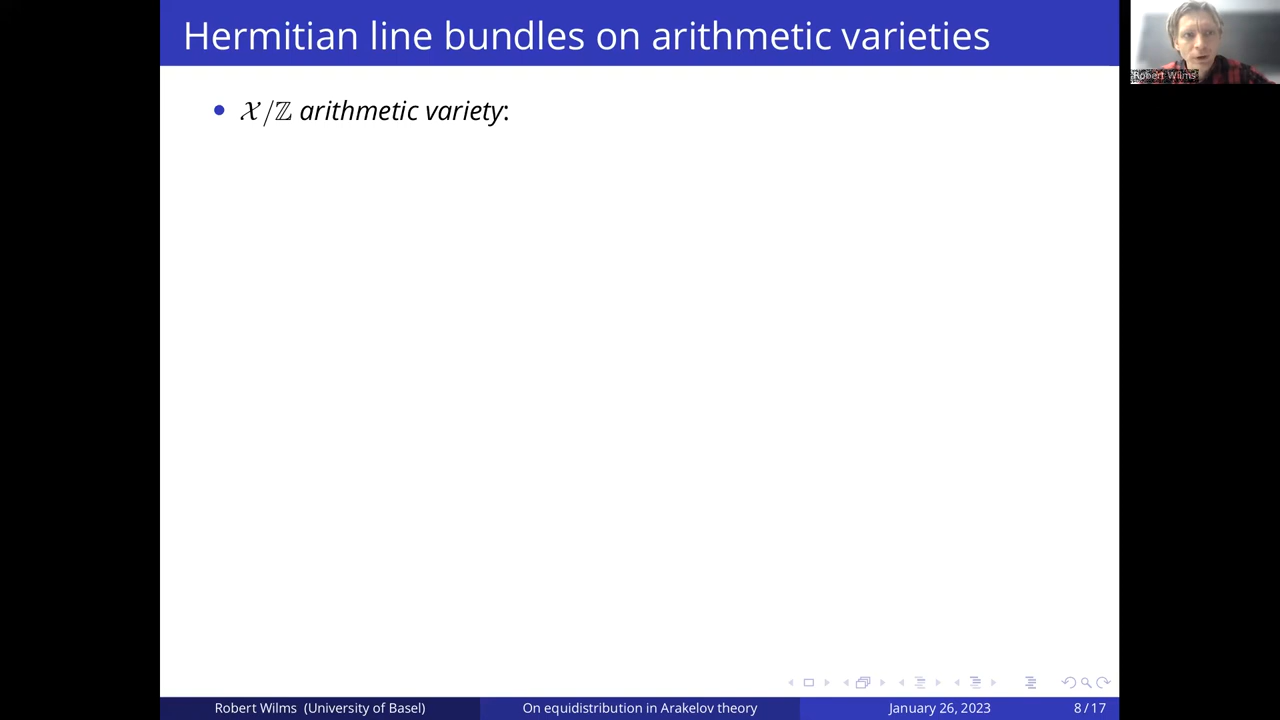 Hermitian line bundles on arithmetic varieties
Robert Wilms
• 𝒳/ℤ arithmetic variety:
Robert Wilms (University of Basel) On equidistribution in Arakelov theory January 26, 2023 8 / 17